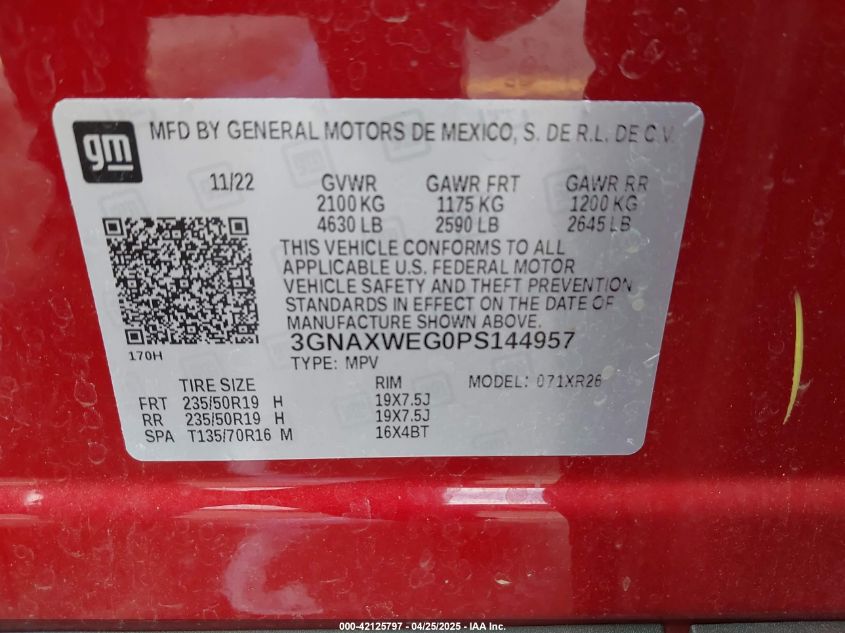 gm
MFD BY GENERAL MOTORS DE MEXICO, S. DE R.L. DE C.V.
11/22 GVWR GAWR FRT GAWR RR
2100 KG 1175 KG 1200 KG
4630 LB 2590 LB 2645 LB
THIS VEHICLE CONFORMS TO ALL
APPLICABLE U.S. FEDERAL MOTOR
VEHICLE SAFETY AND THEFT PREVENTION
STANDARDS IN EFFECT ON THE DATE OF
MANUFACTURE SHOWN ABOVE.
3GNAXWEG0PS144957
170H
TYPE: MPV
TIRE SIZE RIM MODEL: 071XR26
FRT 235/50R19 H 19X7.5J
RR 235/50R19 H 19X7.5J
SPA T135/70R16 M 16X4BT
000-42125797 - 04/25/2025 - IAA Inc.